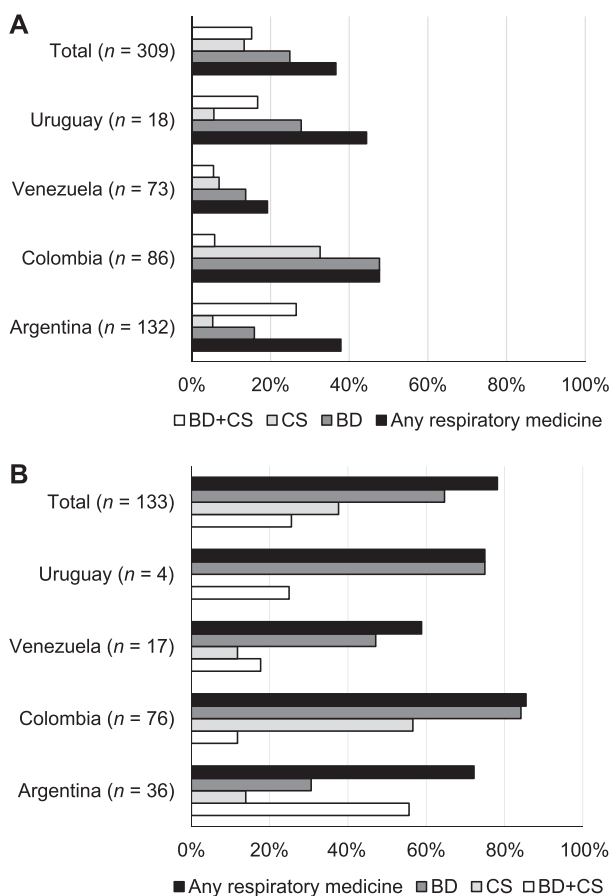 A
Total (n = 309)
Uruguay (n = 18)
Venezuela (n = 73)
Colombia (n = 86)
Argentina (n = 132)
0% 20% 40% 60% 80% 100%
BD+CS CS BD Any respiratory medicine
B
Total (n = 133)
Uruguay (n = 4)
Venezuela (n = 17)
Colombia (n = 76)
Argentina (n = 36)
0% 20% 40% 60% 80% 100%
Any respiratory medicine BD CS BD+CS